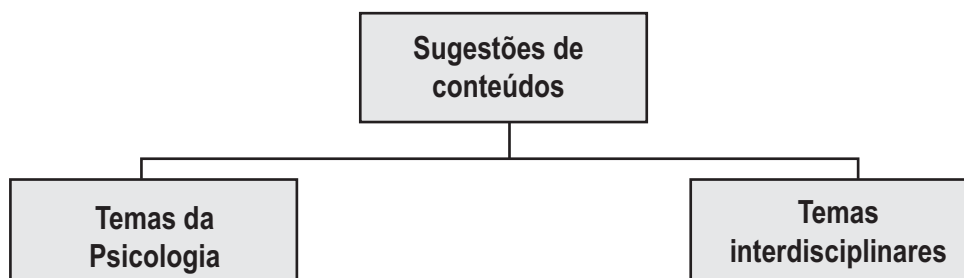 Sugestões de
conteúdos
Temas da
Psicologia
Temas
interdisciplinares